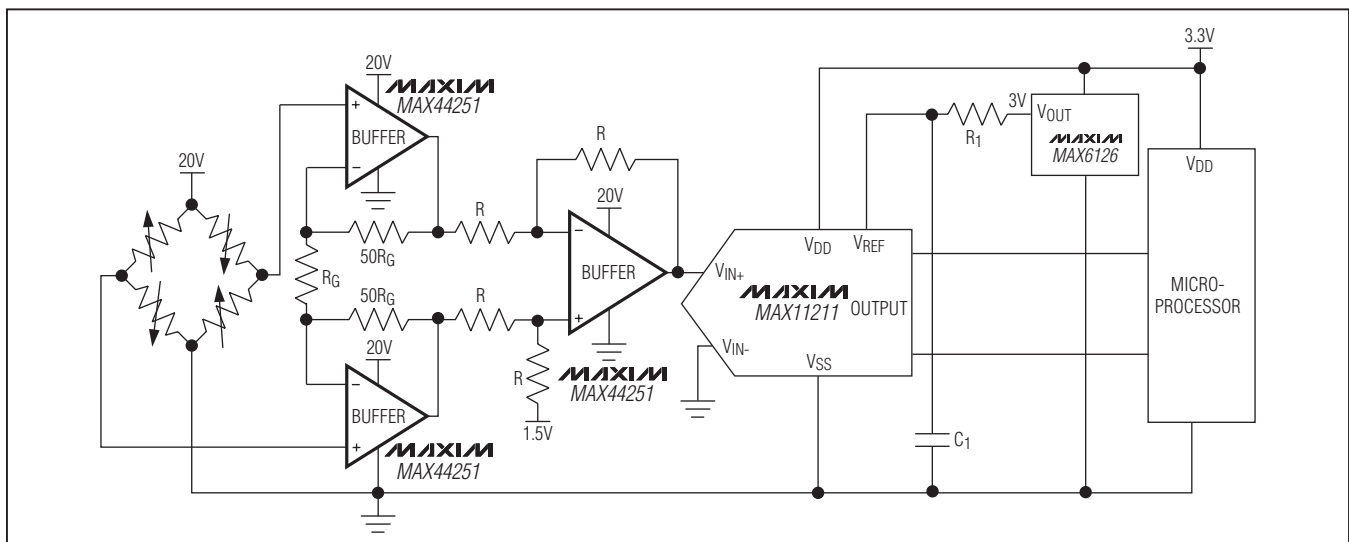 3.3V
20V
MAXIM
MAX44251
BUFFER
+
−
3V
VOUT
MAXIM
MAX6126
R1
R
VDD
20V
20V
R
50RG
RG
50RG
R
−
BUFFER
+
VDD
VREF
VIN+
MAXIM
MAX11211
OUTPUT
VIN-
VSS
MICRO-
PROCESSOR
20V
−
BUFFER
+
R
1.5V
MAXIM
MAX44251
MAXIM
MAX44251
C1